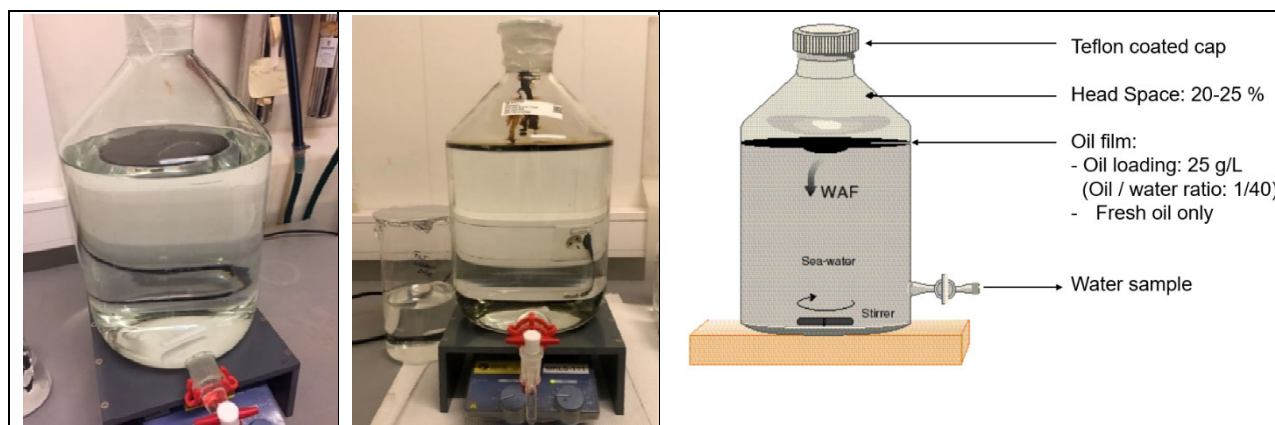 Teflon coated cap
Head Space: 20-25 %
Oil film:
- Oil loading: 25 g/L
(Oil / water ratio: 1/40)
- Fresh oil only
WAF
Sea-water
Stirrer
Water sample